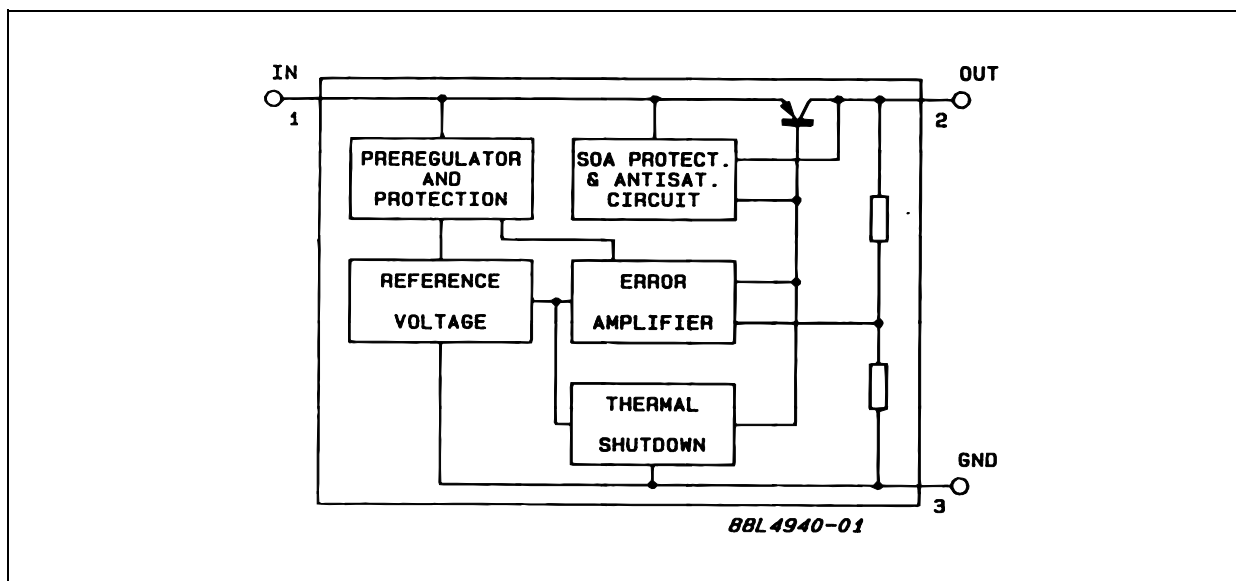 IN
OUT
1
2
PREREGULATOR
AND
PROTECTION
SOA PROTECT.
& ANTISAT.
CIRCUIT
REFERENCE
VOLTAGE
ERROR
AMPLIFIER
THERMAL
SHUTDOWN
GND
3
88L4940-01